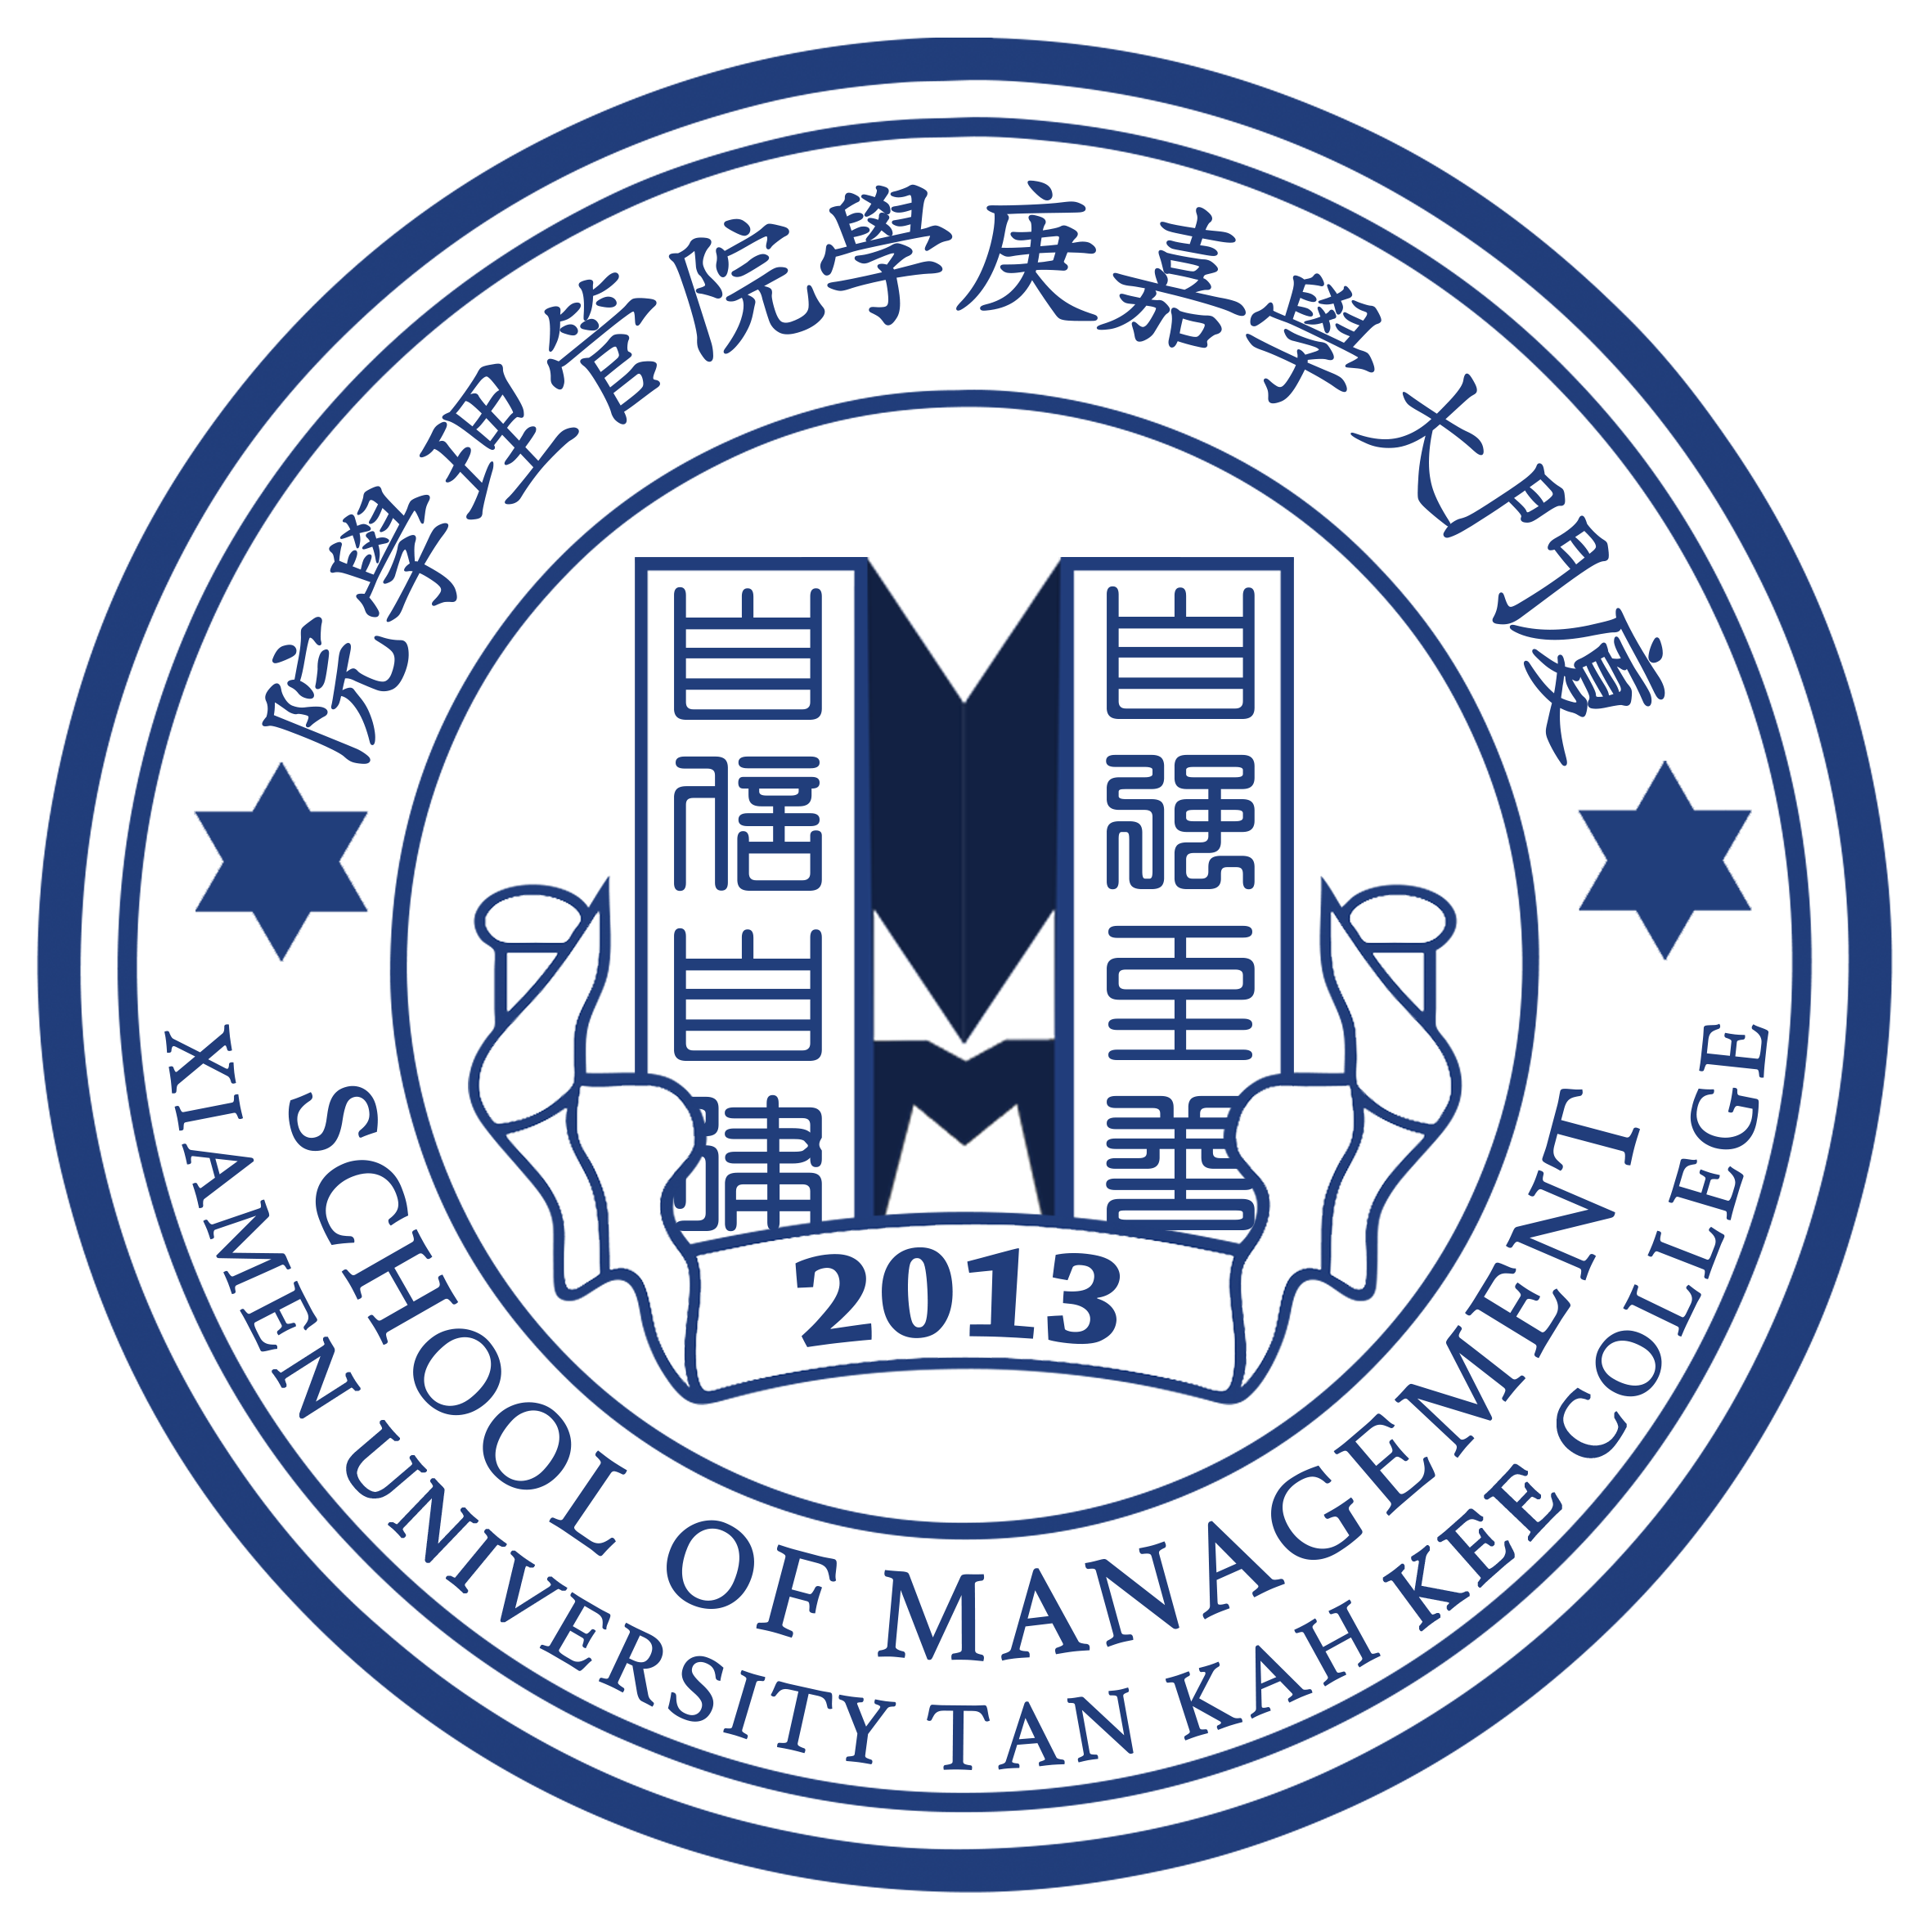 廈門大學嘉庚學院管理學院
自强至善
自信自律
2013
SCHOOL OF MANAGEMENT
XIAMEN UNIVERSITY TAN KAH KEE COLLEGE